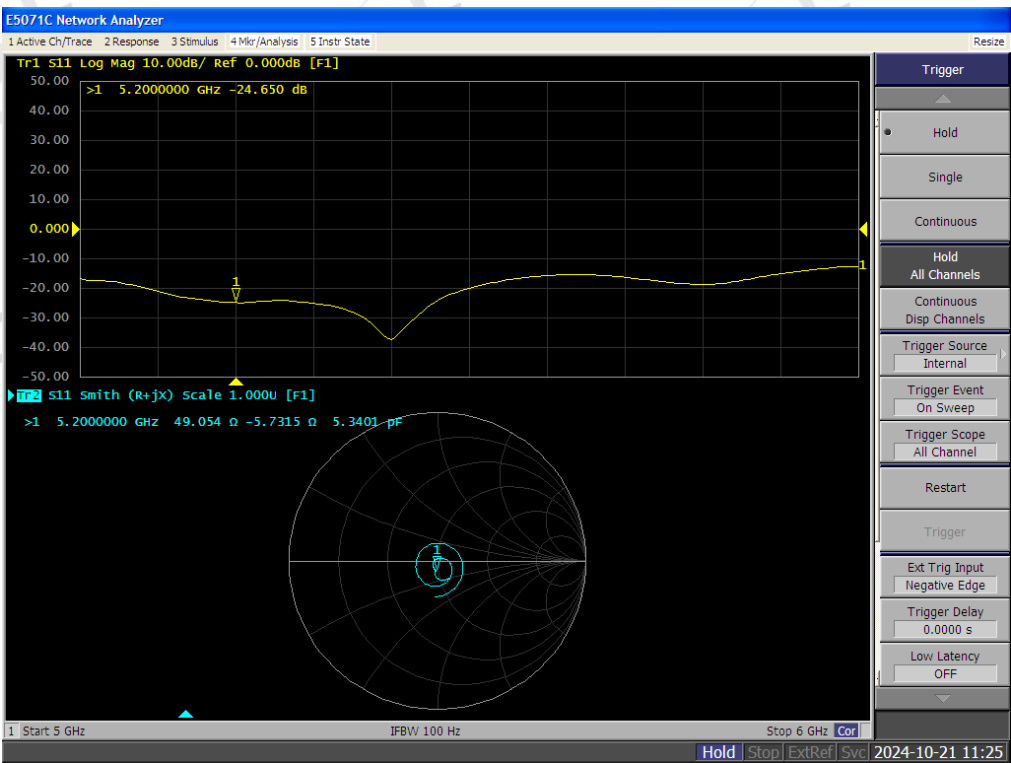 E5071C Network Analyzer
1 Active Ch/Trace 2 Response 3 Stimulus 4 Mkr/Analysis 5 Instr State
Resize
Tr1 S11 Log Mag 10.00dB/ Ref 0.000dB [F1]
50.00
>1 5.2000000 GHz -24.650 dB
40.00
30.00
20.00
10.00
0.000
-10.00
1
1
-20.00
-30.00
-40.00
-50.00
Tr2 S11 Smith (R+jX) Scale 1.000U [F1]
>1 5.2000000 GHz 49.054 Ω -5.7315 Ω 5.3401 pF
1
Trigger
Hold
Single
Continuous
Hold
All Channels
Continuous
Disp Channels
Trigger Source
Internal
Trigger Event
On Sweep
Trigger Scope
All Channel
Restart
Trigger
Ext Trig Input
Negative Edge
Trigger Delay
0.0000 s
Low Latency
OFF
1 Start 5 GHz IFBW 100 Hz Stop 6 GHz Cor
Hold Stop ExtRef Svc 2024-10-21 11:25